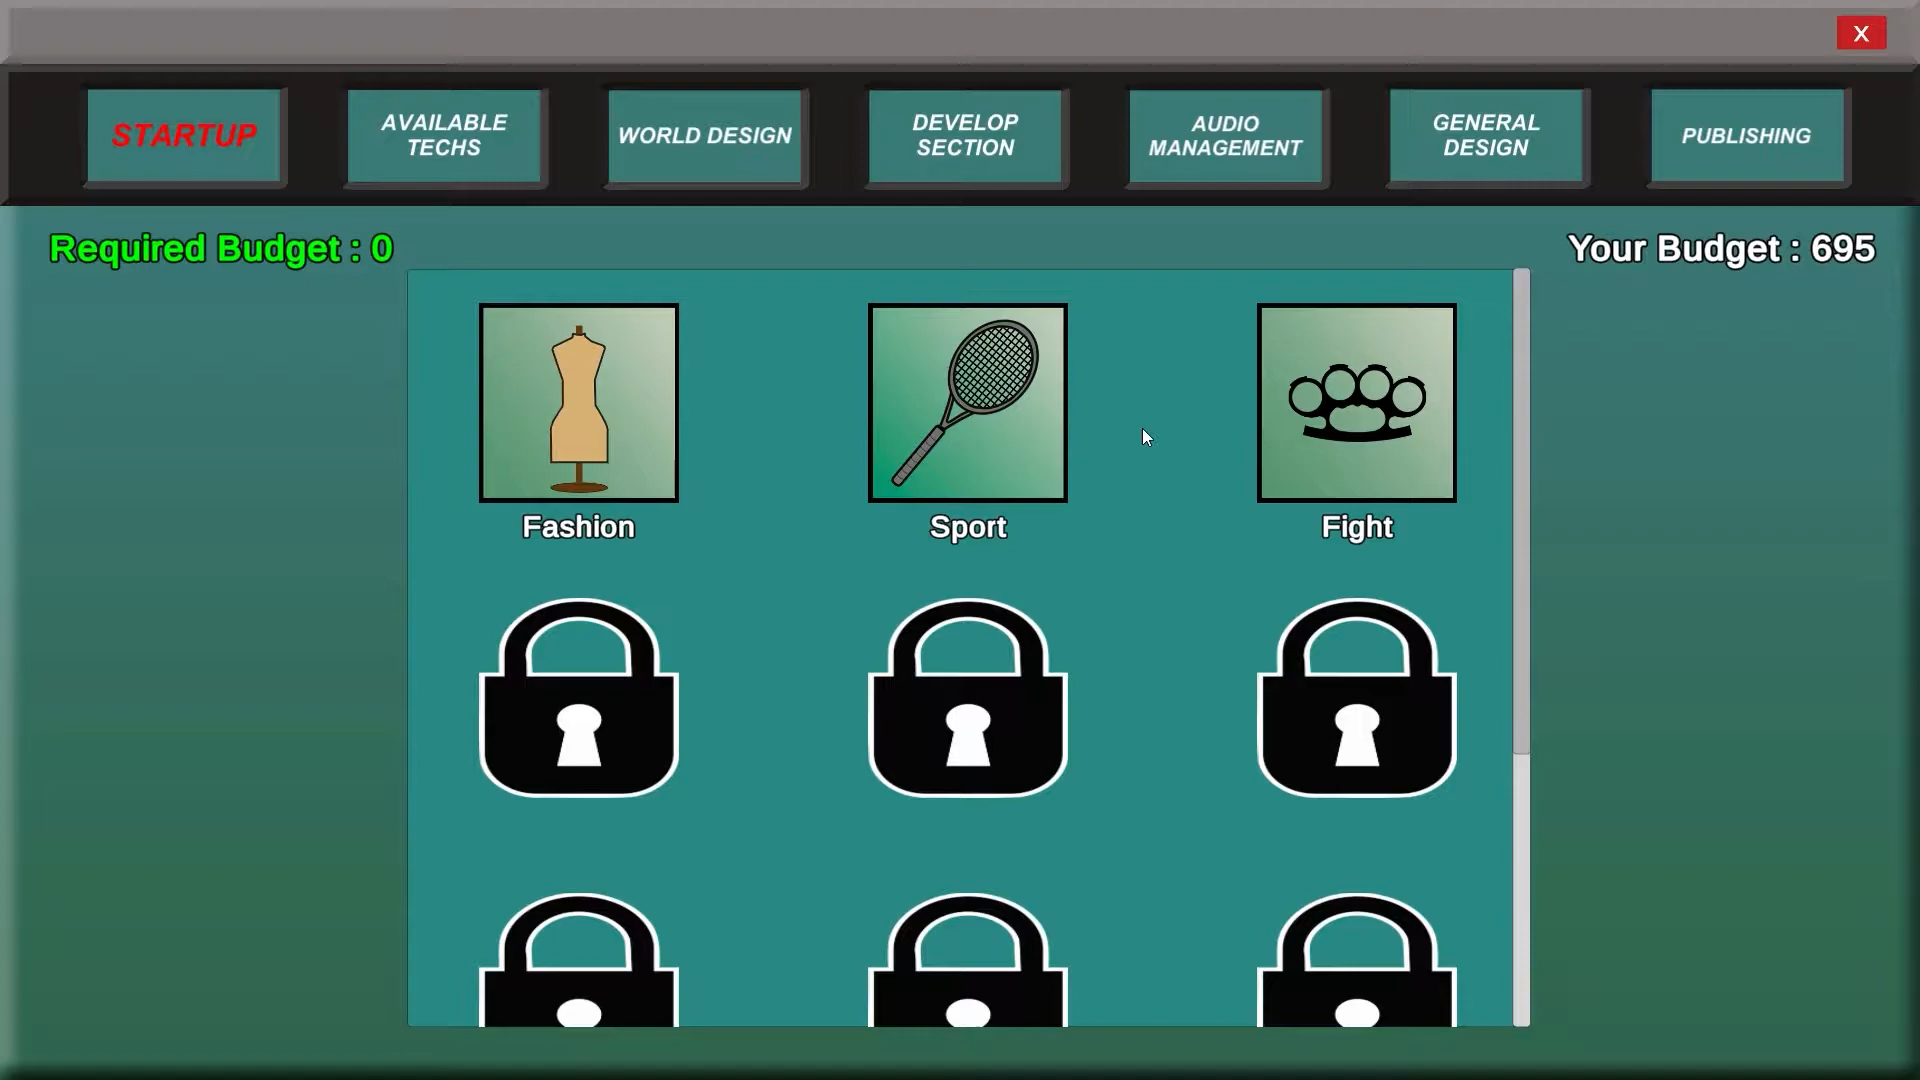 X
STARTUP
AVAILABLE
TECHS
WORLD DESIGN
DEVELOP
SECTION
AUDIO
MANAGEMENT
GENERAL
DESIGN
PUBLISHING
Required Budget : 0
Your Budget : 695
Fashion
Sport
Fight